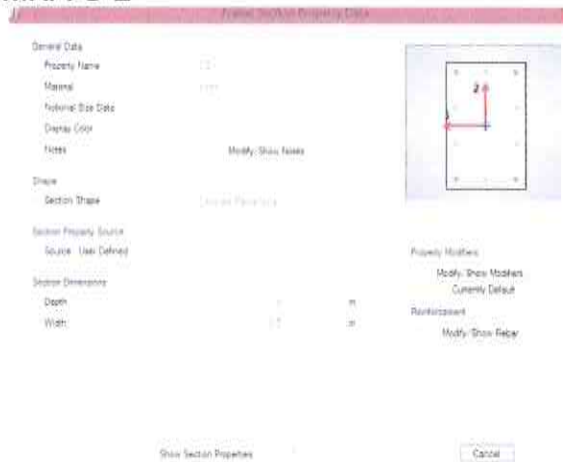 Frame Section Property Data
General Data
Property Name
Material
Notional Size Data
Display Color
Notes Modify/Show Notes
Shape
Section Shape
Section Property Source
Source: User Defined
Section Dimensions
Depth m
Width m
2
3
Property Modifiers
Modify/Show Modifiers
Currently Default
Reinforcement
Modify/Show Rebar
Show Section Properties
Cancel